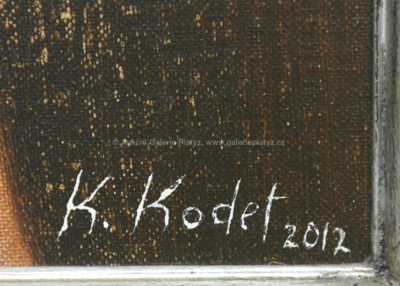 © Aukční Galerie Platýz, www.galerieplatyz.cz
K. Kodet 2012